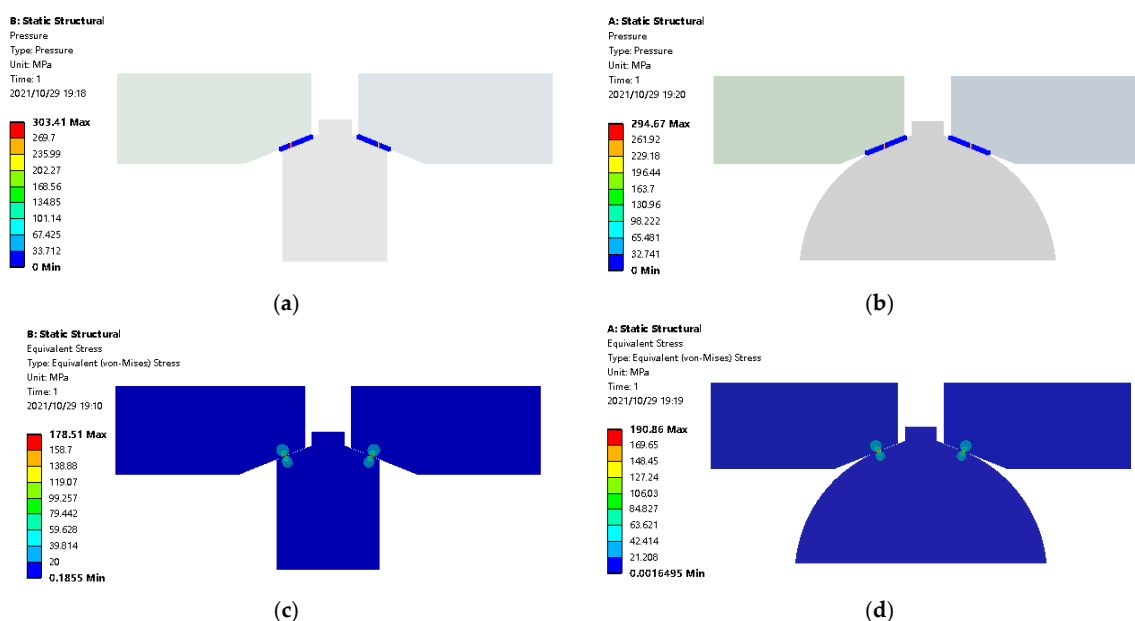 B: Static Structural
Pressure
Type: Pressure
Unit: MPa
Time: 1
2021/10/29 19:18
303.41 Max
269.7
235.99
202.27
168.56
134.85
101.14
67.425
33.712
0 Min
(a)
A: Static Structural
Pressure
Type: Pressure
Unit: MPa
Time: 1
2021/10/29 19:20
294.67 Max
261.92
229.18
196.44
163.7
130.96
98.222
65.481
32.741
0 Min
(b)
B: Static Structural
Equivalent Stress
Type: Equivalent (von-Mises) Stress
Unit: MPa
Time: 1
2021/10/29 19:10
178.51 Max
158.7
138.88
119.07
99.257
79.442
59.628
39.814
20
0.1855 Min
(c)
A: Static Structural
Equivalent Stress
Type: Equivalent (von-Mises) Stress
Unit: MPa
Time: 1
2021/10/29 19:19
190.86 Max
169.65
148.45
127.24
106.03
84.827
63.621
42.414
21.208
0.0016495 Min
(d)